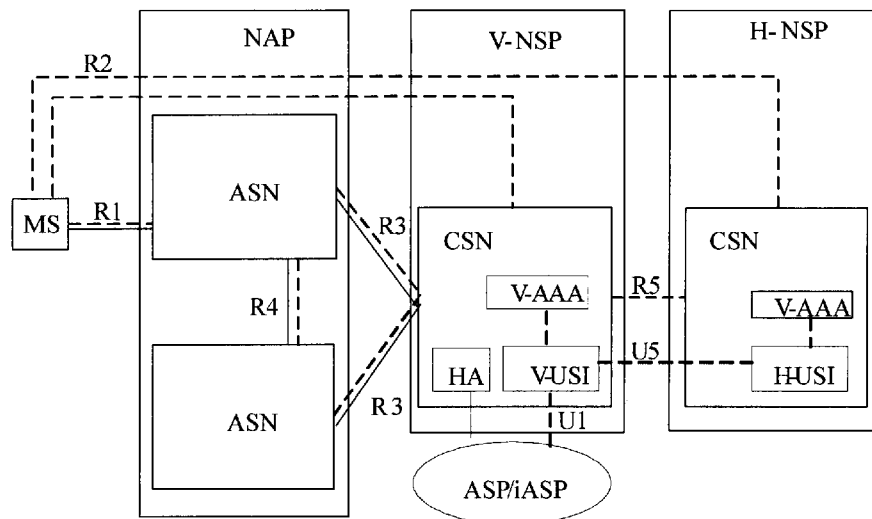 NAP
V-NSP
H-NSP
R2
ASN
MS
R1
R3
CSN
CSN
V-AAA
R5
V-AAA
R4
U5
HA
V-USI
H-USI
ASN
R3
U1
ASP/iASP